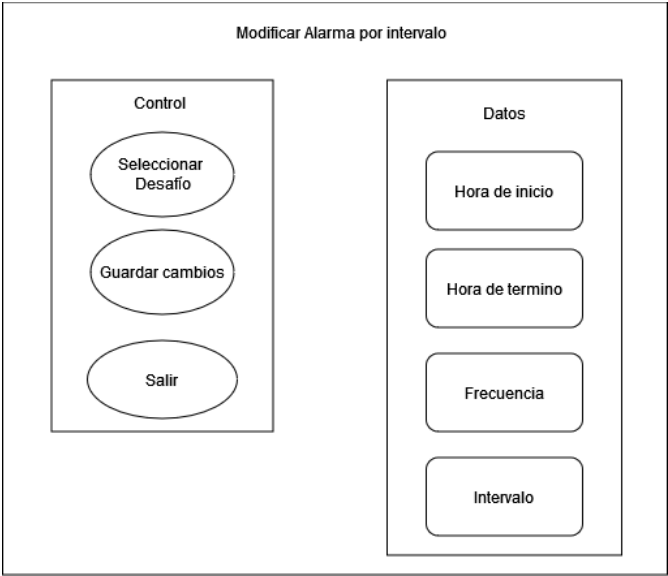 Modificar Alarma por intervalo
Control
Seleccionar
Desafío
Guardar cambios
Salir
Datos
Hora de inicio
Hora de termino
Frecuencia
Intervalo